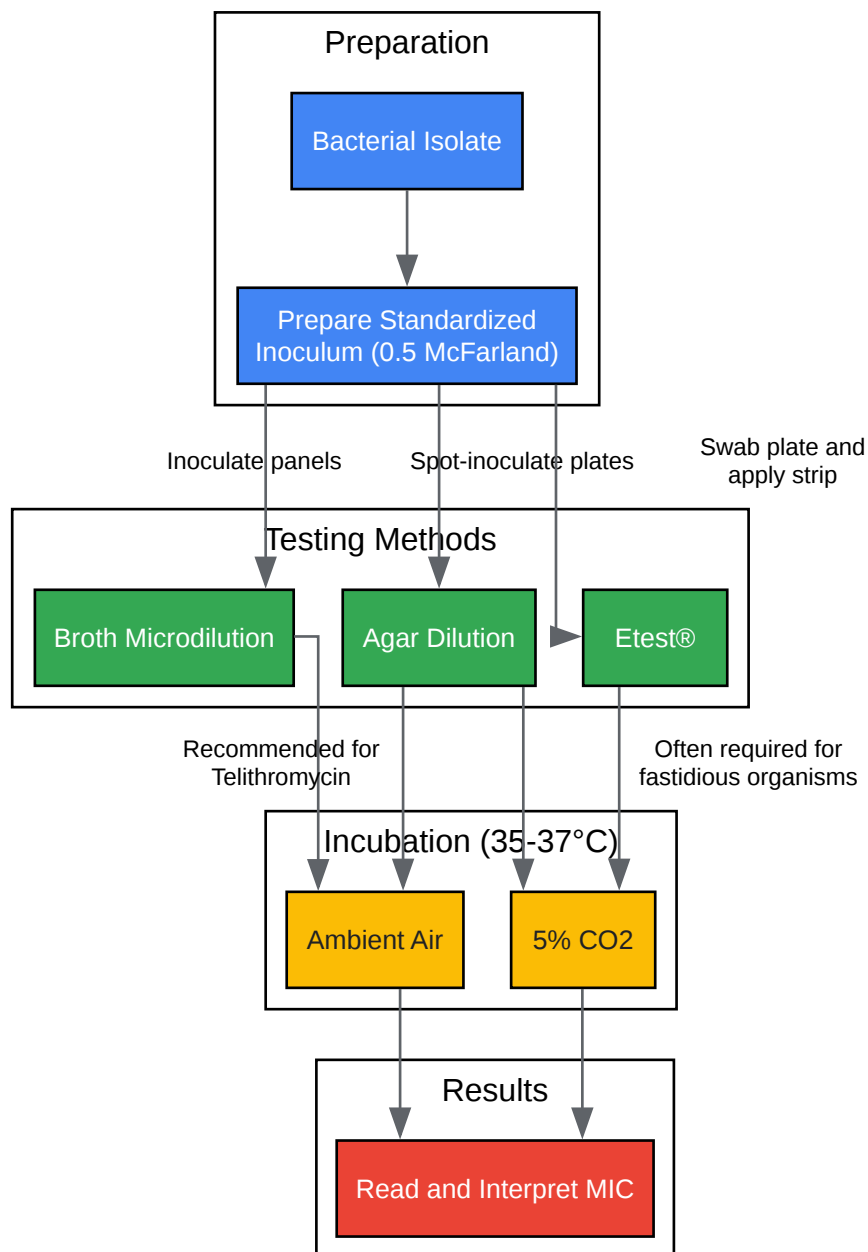 Preparation
Bacterial Isolate
Prepare Standardized
Inoculum (0.5 McFarland)
Inoculate panels
Spot-inoculate plates
Swab plate and
apply strip
Testing Methods
Broth Microdilution
Agar Dilution
Etest®
Recommended for
Telithromycin
Often required for
fastidious organisms
Incubation (35-37°C)
Ambient Air
5% CO2
Results
Read and Interpret MIC